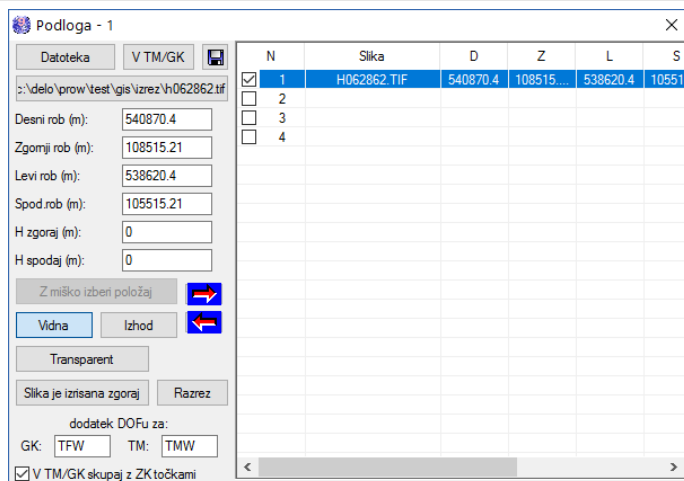 Podloga - 1
Datoteka V TM/GK
c:\delo\prow\test\gis\izrez\h062862.tif
Desni rob (m): 540870.4
Zgornji rob (m): 108515.21
Levi rob (m): 538620.4
Spod.rob (m): 105515.21
H zgoraj (m): 0
H spodaj (m): 0
Z miško izberi položaj
Vidna Izhod
Transparent
Slika je izrisana zgoraj Razrez
dodatek DOFu za:
GK: TFW TM: TMW
V TM/GK skupaj z ZK točkami
N Slika D Z L S
1 H062862.TIF 540870.4 108515.... 538620.4 10551
2
3
4